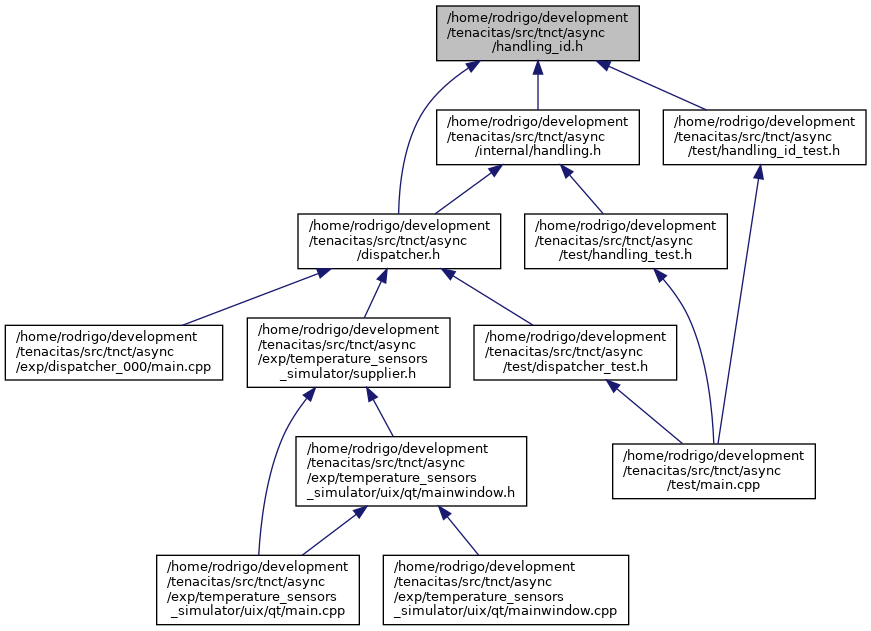 /home/rodrigo/development
/tenacitas/src/tnct/async
/handling_id.h
/home/rodrigo/development
/tenacitas/src/tnct/async
/internal/handling.h
/home/rodrigo/development
/tenacitas/src/tnct/async
/test/handling_id_test.h
/home/rodrigo/development
/tenacitas/src/tnct/async
/dispatcher.h
/home/rodrigo/development
/tenacitas/src/tnct/async
/test/handling_test.h
/home/rodrigo/development
/tenacitas/src/tnct/async
/exp/dispatcher_000/main.cpp
/home/rodrigo/development
/tenacitas/src/tnct/async
/exp/temperature_sensors
_simulator/supplier.h
/home/rodrigo/development
/tenacitas/src/tnct/async
/test/dispatcher_test.h
/home/rodrigo/development
/tenacitas/src/tnct/async
/exp/temperature_sensors
_simulator/uix/qt/mainwindow.h
/home/rodrigo/development
/tenacitas/src/tnct/async
/test/main.cpp
/home/rodrigo/development
/tenacitas/src/tnct/async
/exp/temperature_sensors
_simulator/uix/qt/main.cpp
/home/rodrigo/development
/tenacitas/src/tnct/async
/exp/temperature_sensors
_simulator/uix/qt/mainwindow.cpp